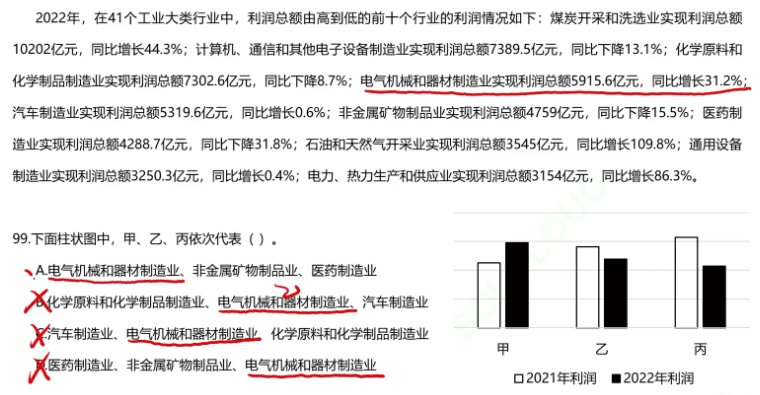 2022年，在41个工业大类行业中，利润总额由高到低的前十个行业的利润情况如下：煤炭开采和洗选业实现利润总额
10202亿元，同比增长44.3%；计算机、通信和其他电子设备制造业实现利润总额7389.5亿元，同比下降13.1%；化学原料和
化学制品制造业实现利润总额7302.6亿元，同比下降8.7%；电气机械和器材制造业实现利润总额5915.6亿元，同比增长31.2%；
汽车制造业实现利润总额5319.6亿元，同比增长0.6%；非金属矿物制品业实现利润总额4759亿元，同比下降15.5%；医药制
造业实现利润总额4288.7亿元，同比下降31.8%；石油和天然气开采业实现利润总额3545亿元，同比增长109.8%；通用设备
制造业实现利润总额3250.3亿元，同比增长0.4%；电力、热力生产和供应业实现利润总额3154亿元，同比增长86.3%。
99.下面柱状图中，甲、乙、丙依次代表（ ）。
A.电气机械和器材制造业、非金属矿物制品业、医药制造业
B.化学原料和化学制品制造业、电气机械和器材制造业、汽车制造业
C.汽车制造业、电气机械和器材制造业、化学原料和化学制品制造业
D.医药制造业、非金属矿物制品业、电气机械和器材制造业
甲 乙 丙
2021年利润 2022年利润